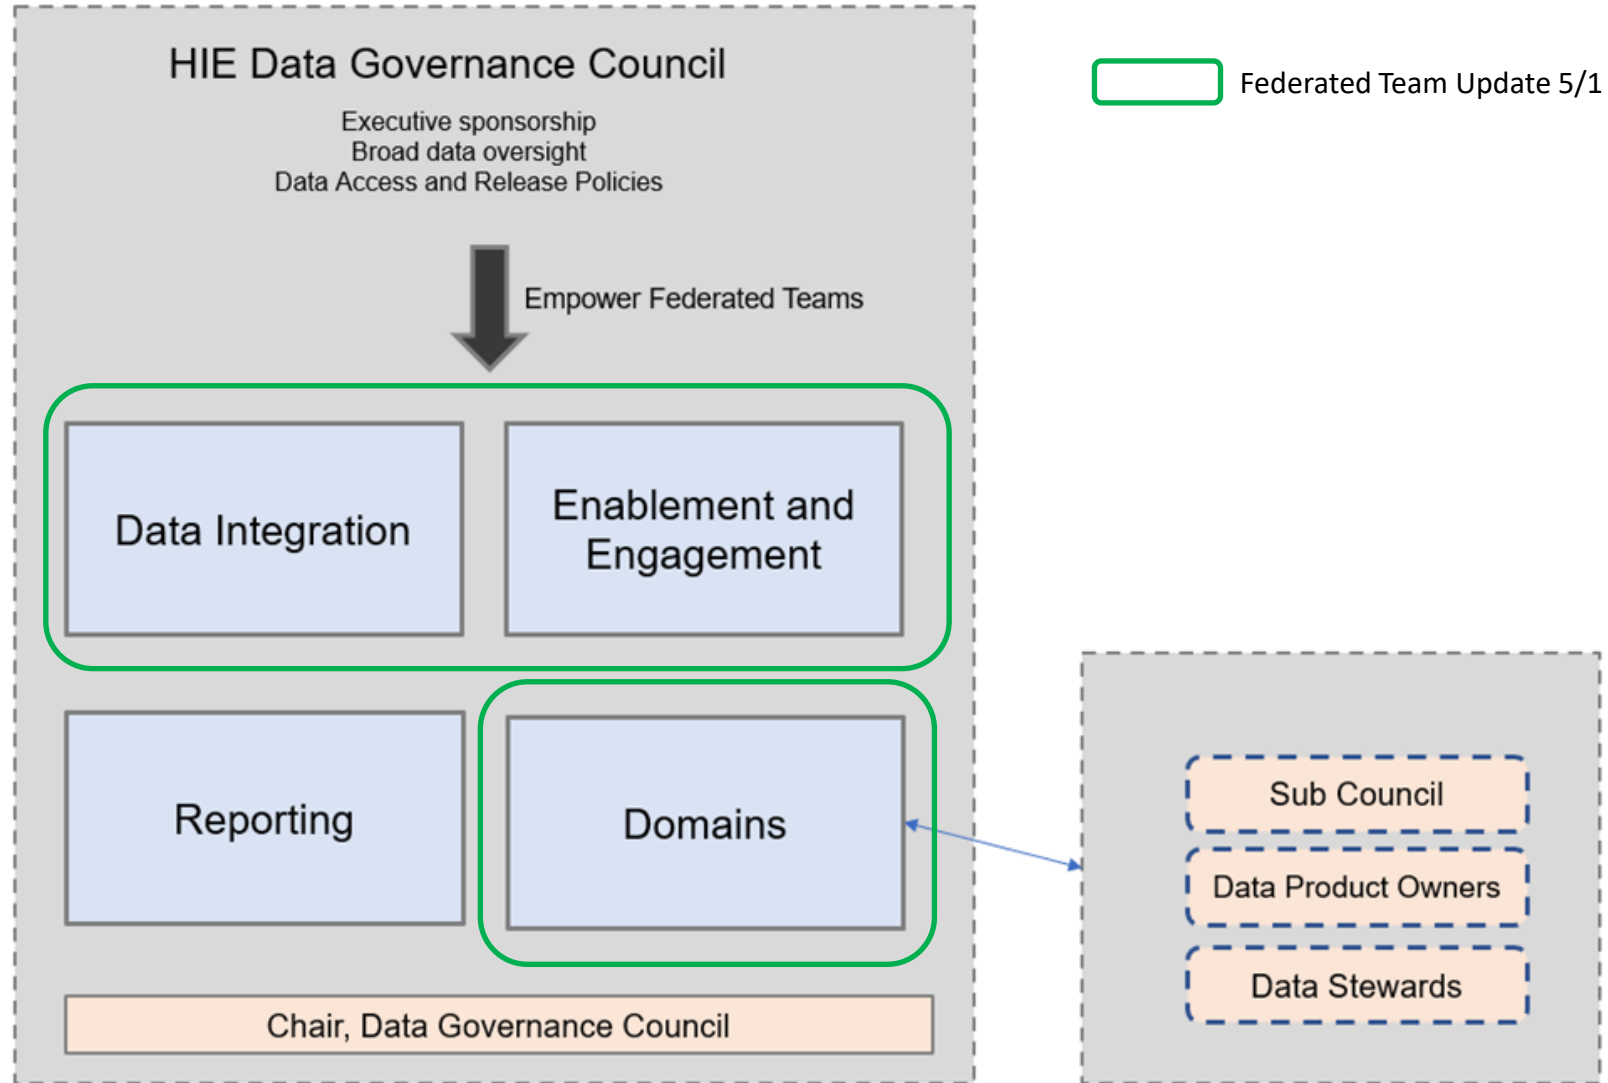 HIE Data Governance Council
Executive sponsorship
Broad data oversight
Data Access and Release Policies
Federated Team Update 5/1
Empower Federated Teams
Data Integration
Enablement and
Engagement
Reporting
Domains
Sub Council
Data Product Owners
Data Stewards
Chair, Data Governance Council